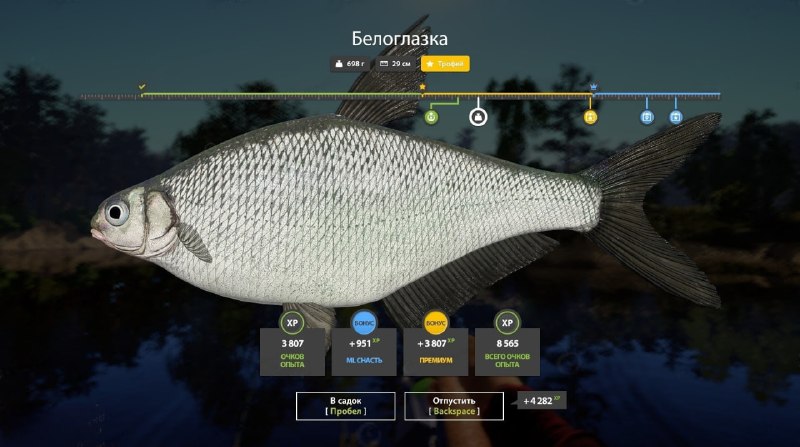 Белоглазка
698 г
29 см
Трофей
XP
БОНУС
БОНУС
XP
3 807
+ 951 XP
+ 3 807 XP
8 565
ОЧКОВ
ОПЫТА
ML СНАСТЬ
ПРЕМИУМ
ВСЕГО ОЧКОВ
ОПЫТА
В садок
[ Пробел ]
Отпустить
[ Backspace ]
+4 282 XP